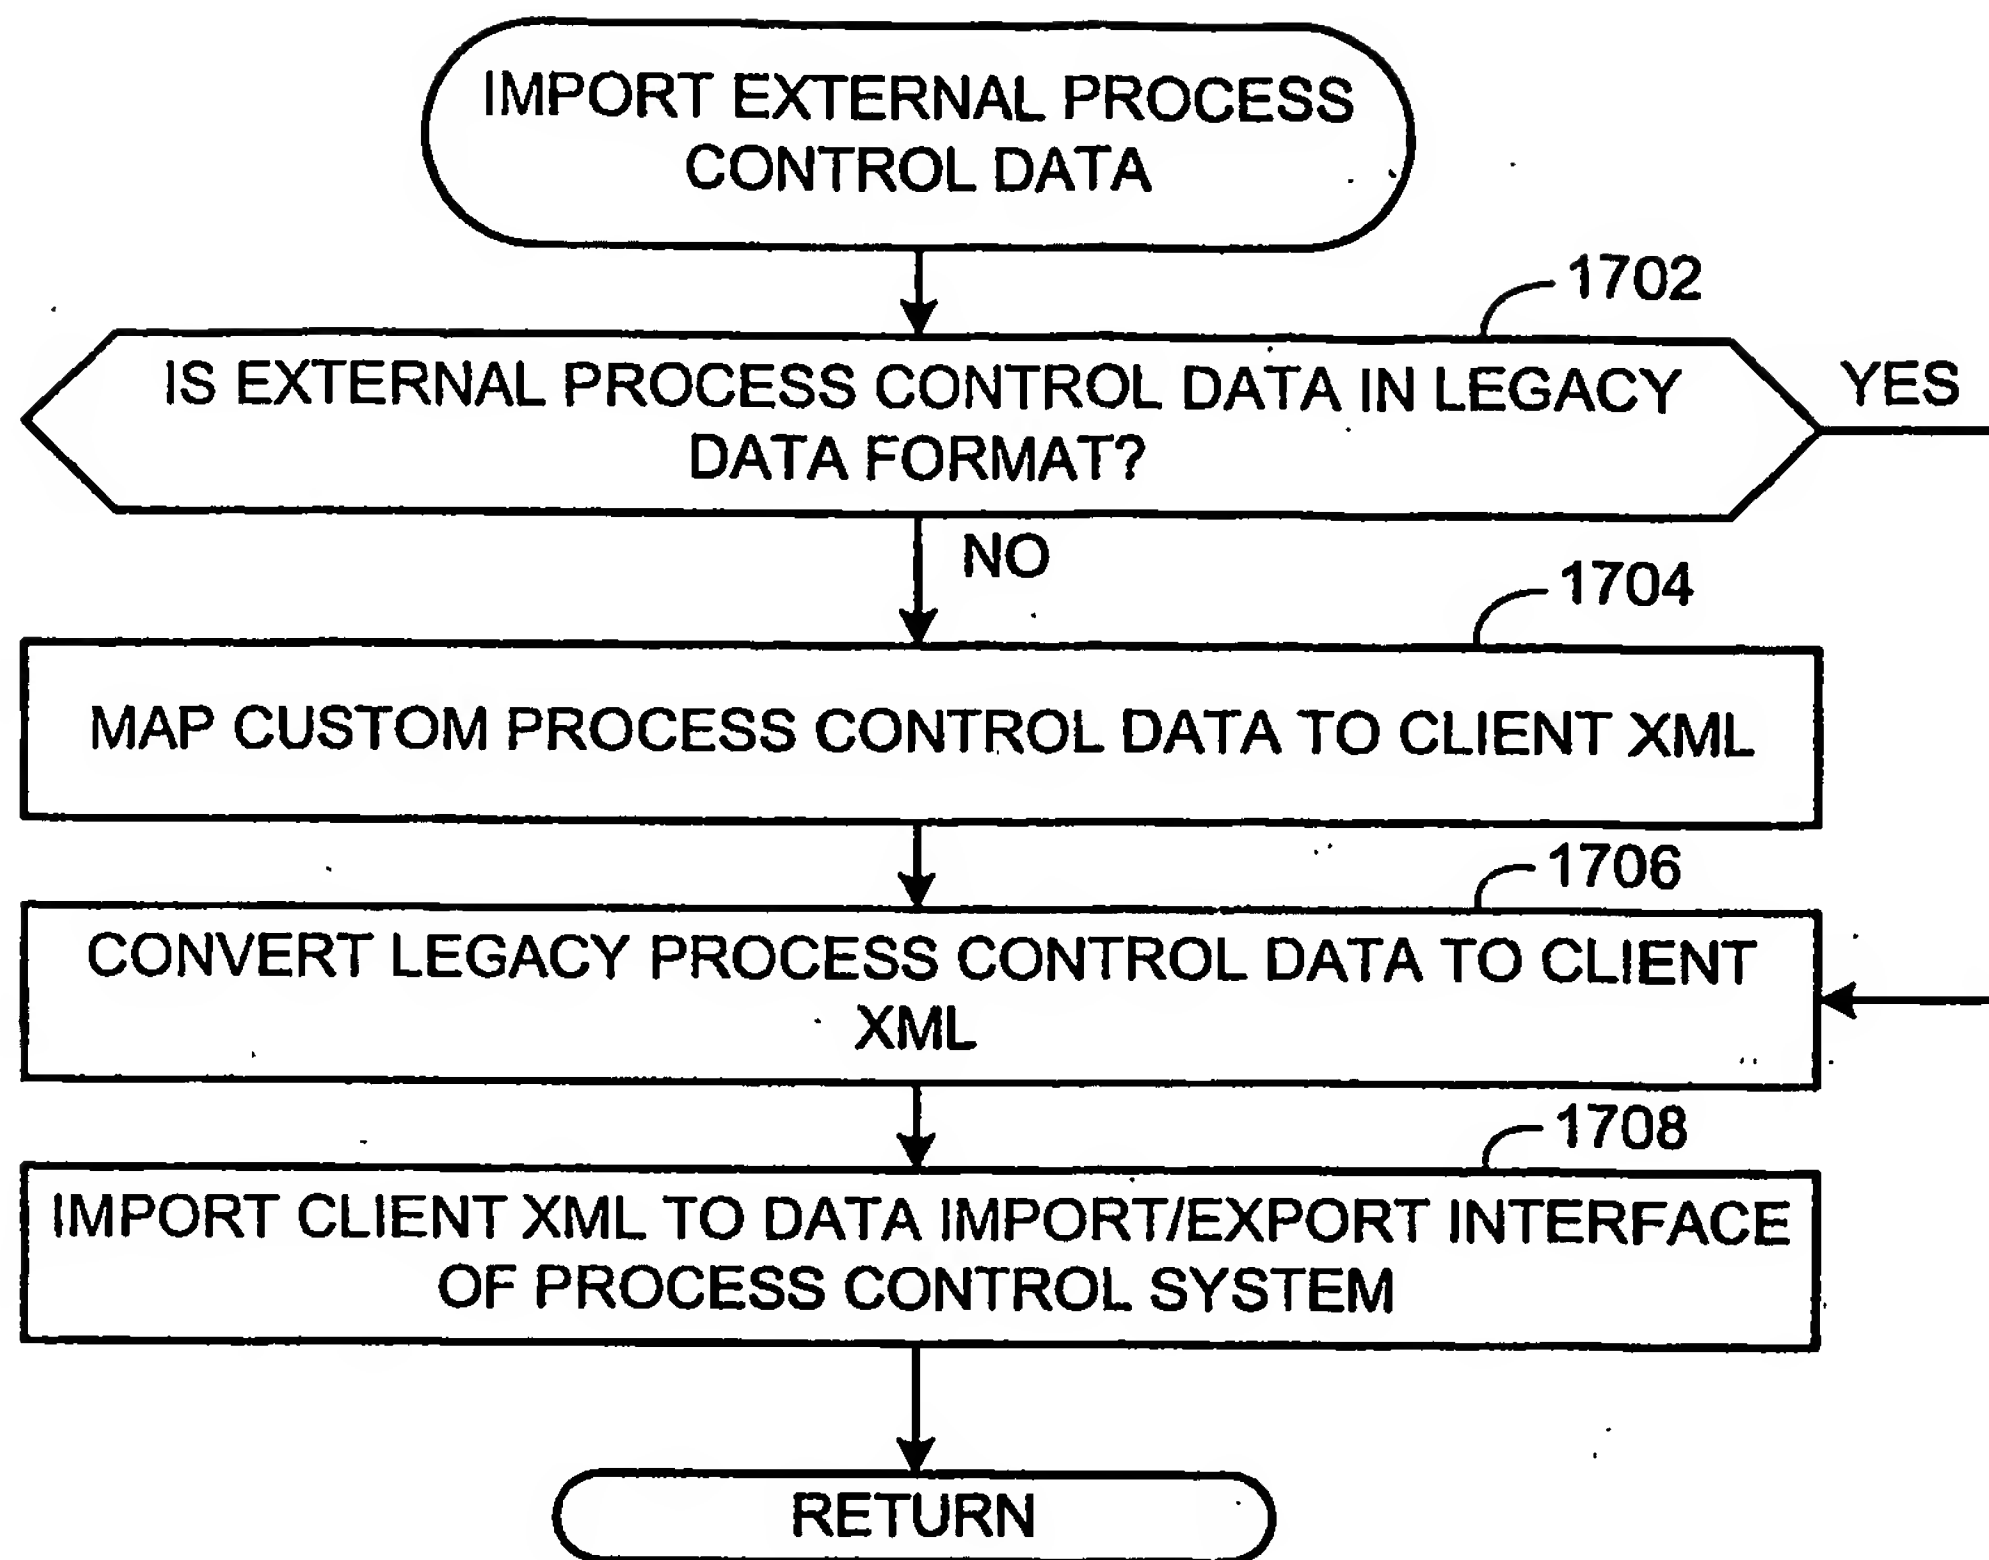 IMPORT EXTERNAL PROCESS
CONTROL DATA
1702
IS EXTERNAL PROCESS CONTROL DATA IN LEGACY
DATA FORMAT?
YES
NO
1704
MAP CUSTOM PROCESS CONTROL DATA TO CLIENT XML
1706
CONVERT LEGACY PROCESS CONTROL DATA TO CLIENT
XML
1708
IMPORT CLIENT XML TO DATA IMPORT/EXPORT INTERFACE
OF PROCESS CONTROL SYSTEM
RETURN